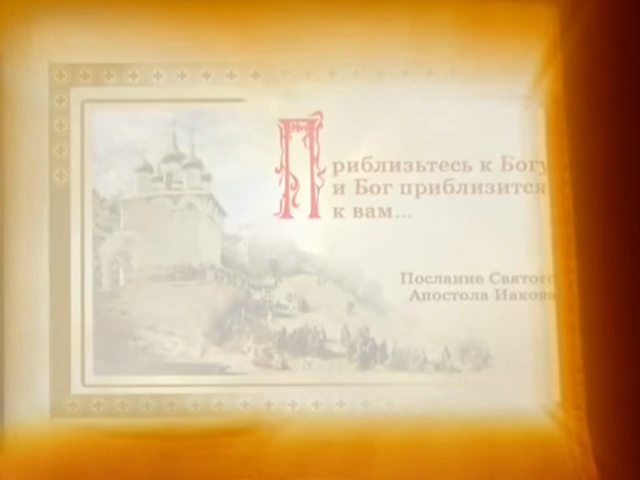 Приблизьтесь к Богу
и Бог приблизится
к вам...
Послание Святого
Апостола Иакова